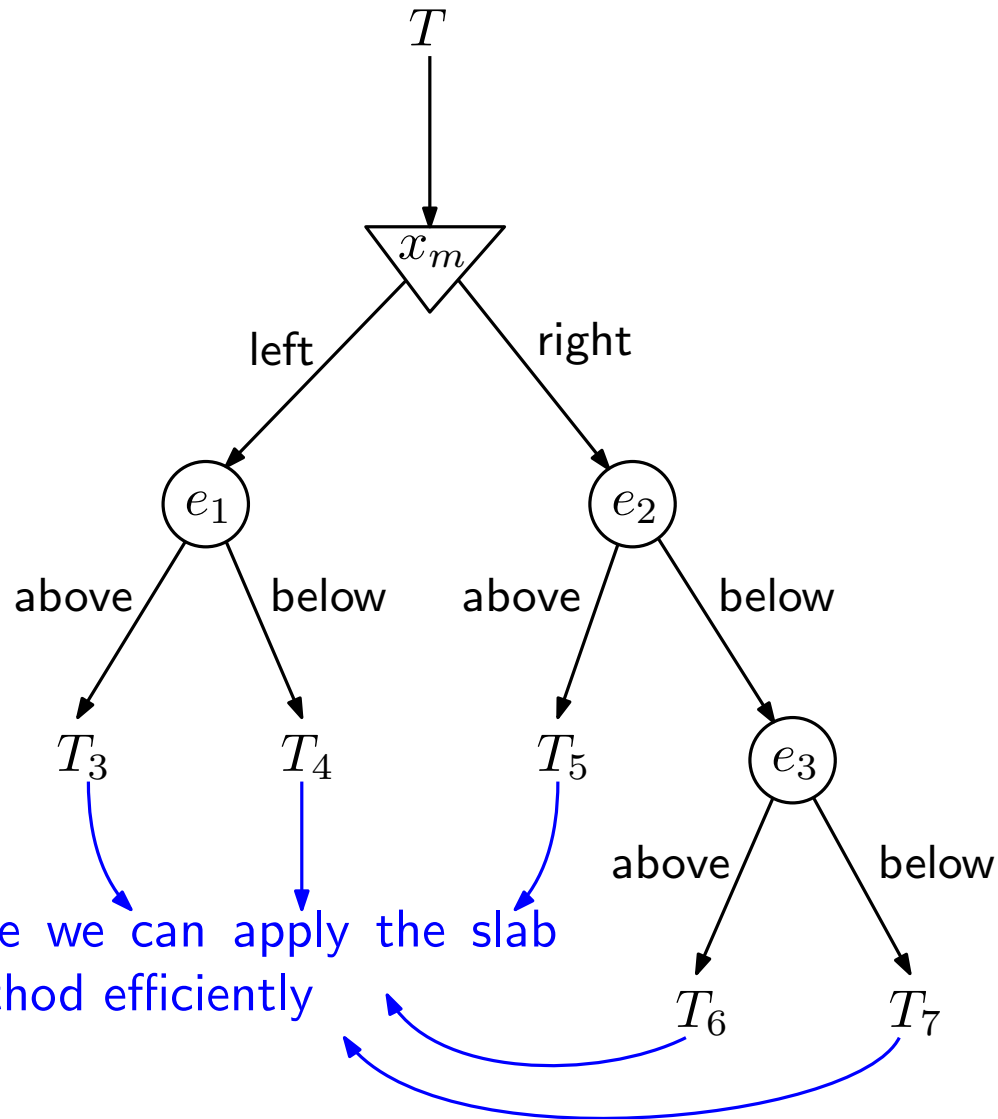 T
x_m
left right
e_1 e_2
above below above below
T_3 T_4 T_5 e_3
above below
we can apply the slab
efficiently
T_6 T_7